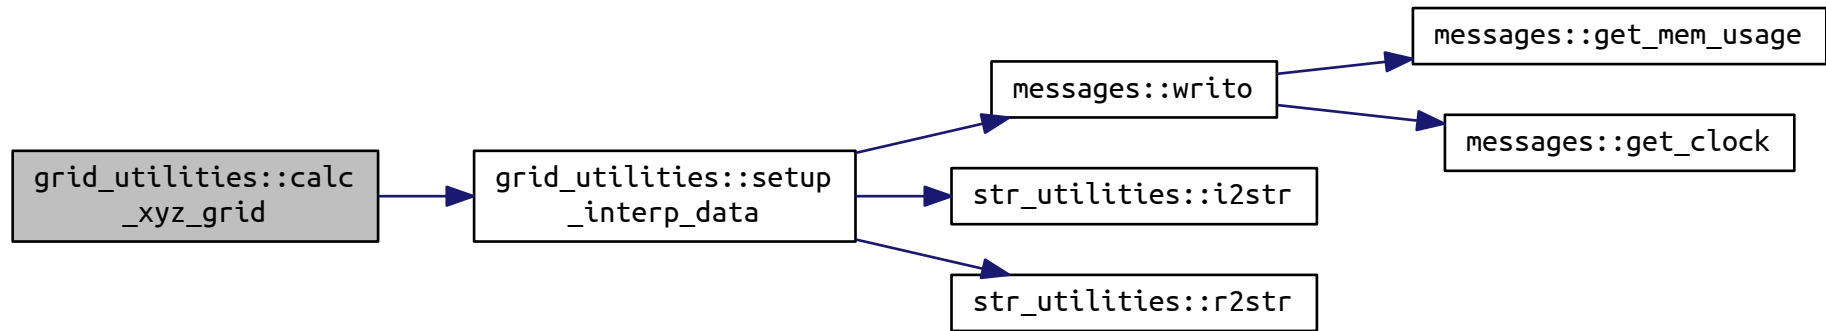 grid_utilities::calc
_xyz_grid
grid_utilities::setup
_interp_data
messages::writo
messages::get_mem_usage
messages::get_clock
str_utilities::i2str
str_utilities::r2str